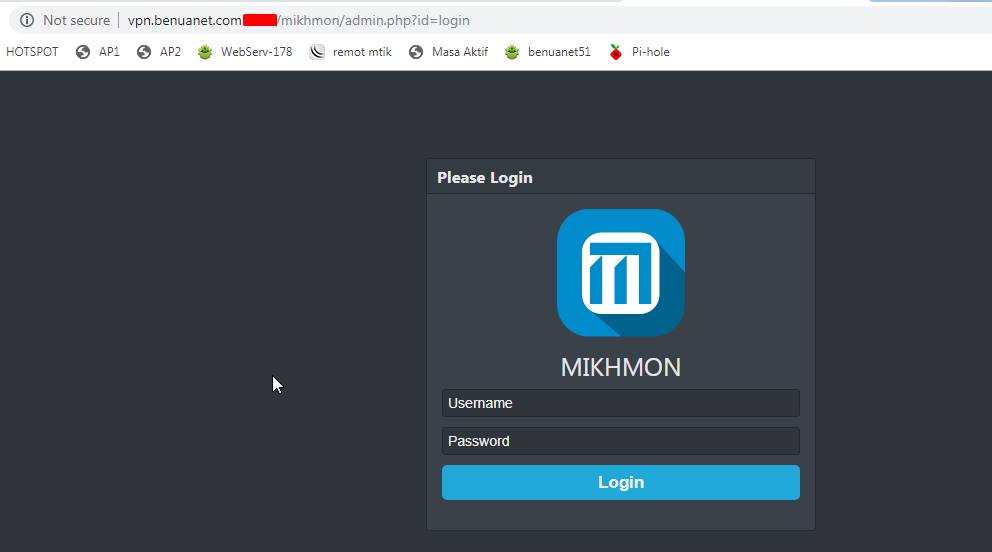 Not secure | vpn.benuanet.com /mikhmon/admin.php?id=login
HOTSPOT AP1 AP2 WebServ-178 remot mtik Masa Aktif benuanet51 Pi-hole
Please Login
MIKHMON
Username
Password
Login